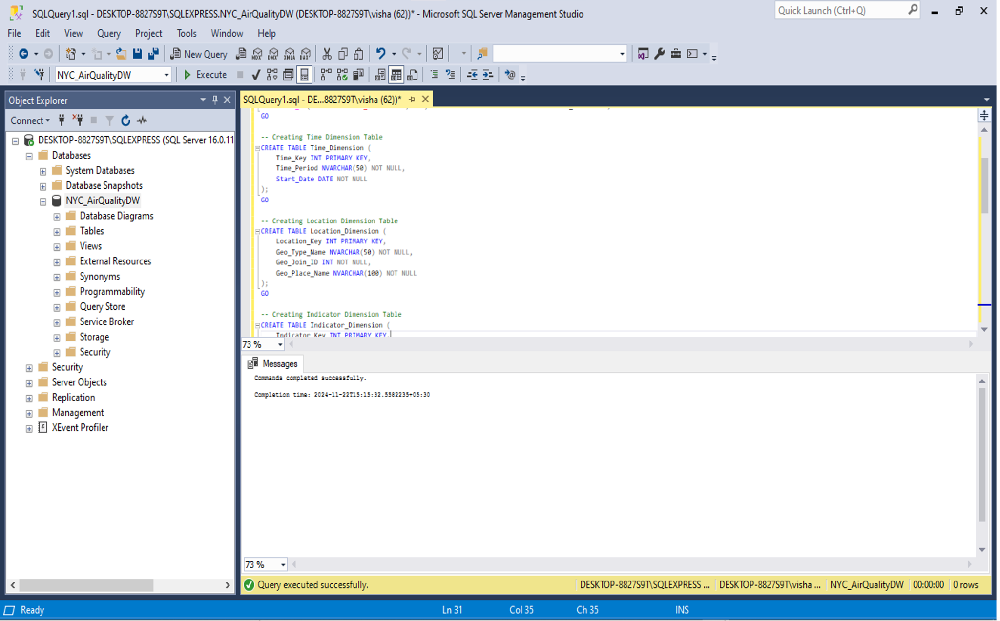 SQLQuery1.sql - DESKTOP-8827S9T\SQLEXPRESS.NYC_AirQualityDW (DESKTOP-8827S9T\visha (62))* - Microsoft SQL Server Management Studio
Quick Launch (Ctrl+Q)
File Edit View Query Project Tools Window Help
New Query MDX DMX XMLA DAX
NYC_AirQualityDW Execute
Object Explorer
Connect
DESKTOP-8827S9T\SQLEXPRESS (SQL Server 16.0.11
Databases
System Databases
Database Snapshots
NYC_AirQualityDW
Database Diagrams
Tables
Views
External Resources
Synonyms
Programmability
Query Store
Service Broker
Storage
Security
Security
Server Objects
Replication
Management
XEvent Profiler
SQLQuery1.sql - DE...8827S9T\visha (62))*
GO
-- Creating Time Dimension Table
CREATE TABLE Time_Dimension (
Time_Key INT PRIMARY KEY,
Time_Period NVARCHAR(50) NOT NULL,
Start_Date DATE NOT NULL
);
GO
-- Creating Location Dimension Table
CREATE TABLE Location_Dimension (
Location_Key INT PRIMARY KEY,
Geo_Type_Name NVARCHAR(50) NOT NULL,
Geo_Join_ID INT NOT NULL,
Geo_Place_Name NVARCHAR(100) NOT NULL
);
GO
-- Creating Indicator Dimension Table
CREATE TABLE Indicator_Dimension (
Indicator_Key INT PRIMARY KEY,
73 %
Messages
Commands completed successfully.
Completion time: 2024-11-22T15:15:32.5582235+05:30
73 %
Query executed successfully.
DESKTOP-8827S9T\SQLEXPRESS ... DESKTOP-8827S9T\visha ... NYC_AirQualityDW 00:00:00 0 rows
Ready Ln 31 Col 35 Ch 35 INS